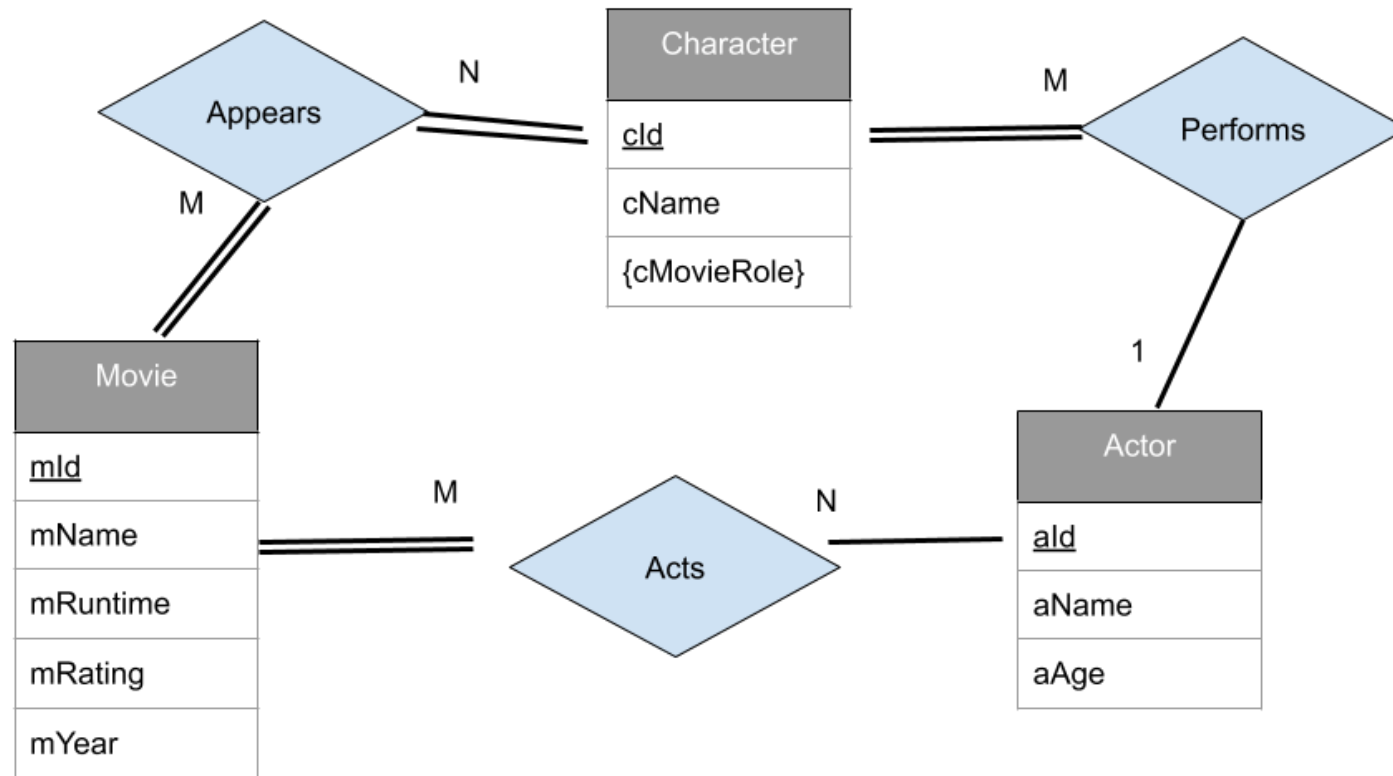 Character
cId
cName
{cMovieRole}
Appears
N
M
Performs
M
1
Movie
mId
mName
mRuntime
mRating
mYear
M
Acts
N
Actor
aId
aName
aAge